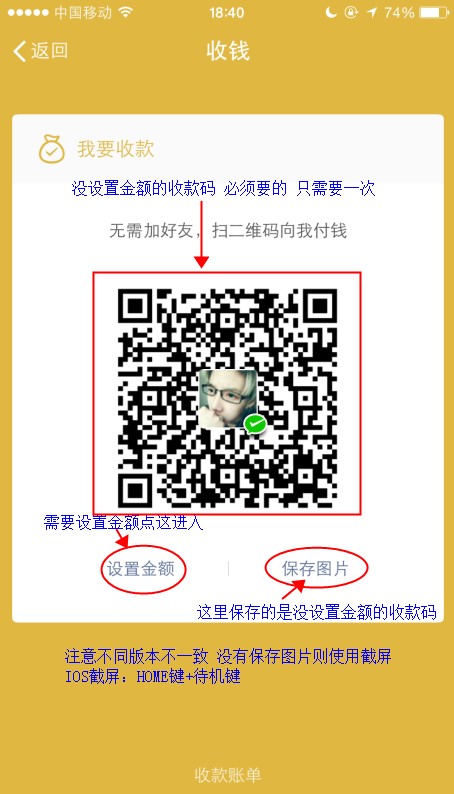 中国移动 18:40 74%
返回 收钱
我要收款
没设置金额的收款码 必须要的 只需要一次
无需加好友，扫二维码向我付钱
需要设置金额点这进入
设置金额 保存图片
这里保存的是没设置金额的收款码
注意不同版本不一致 没有保存图片则使用截屏
IOS截屏：HOME键+待机键
收款账单